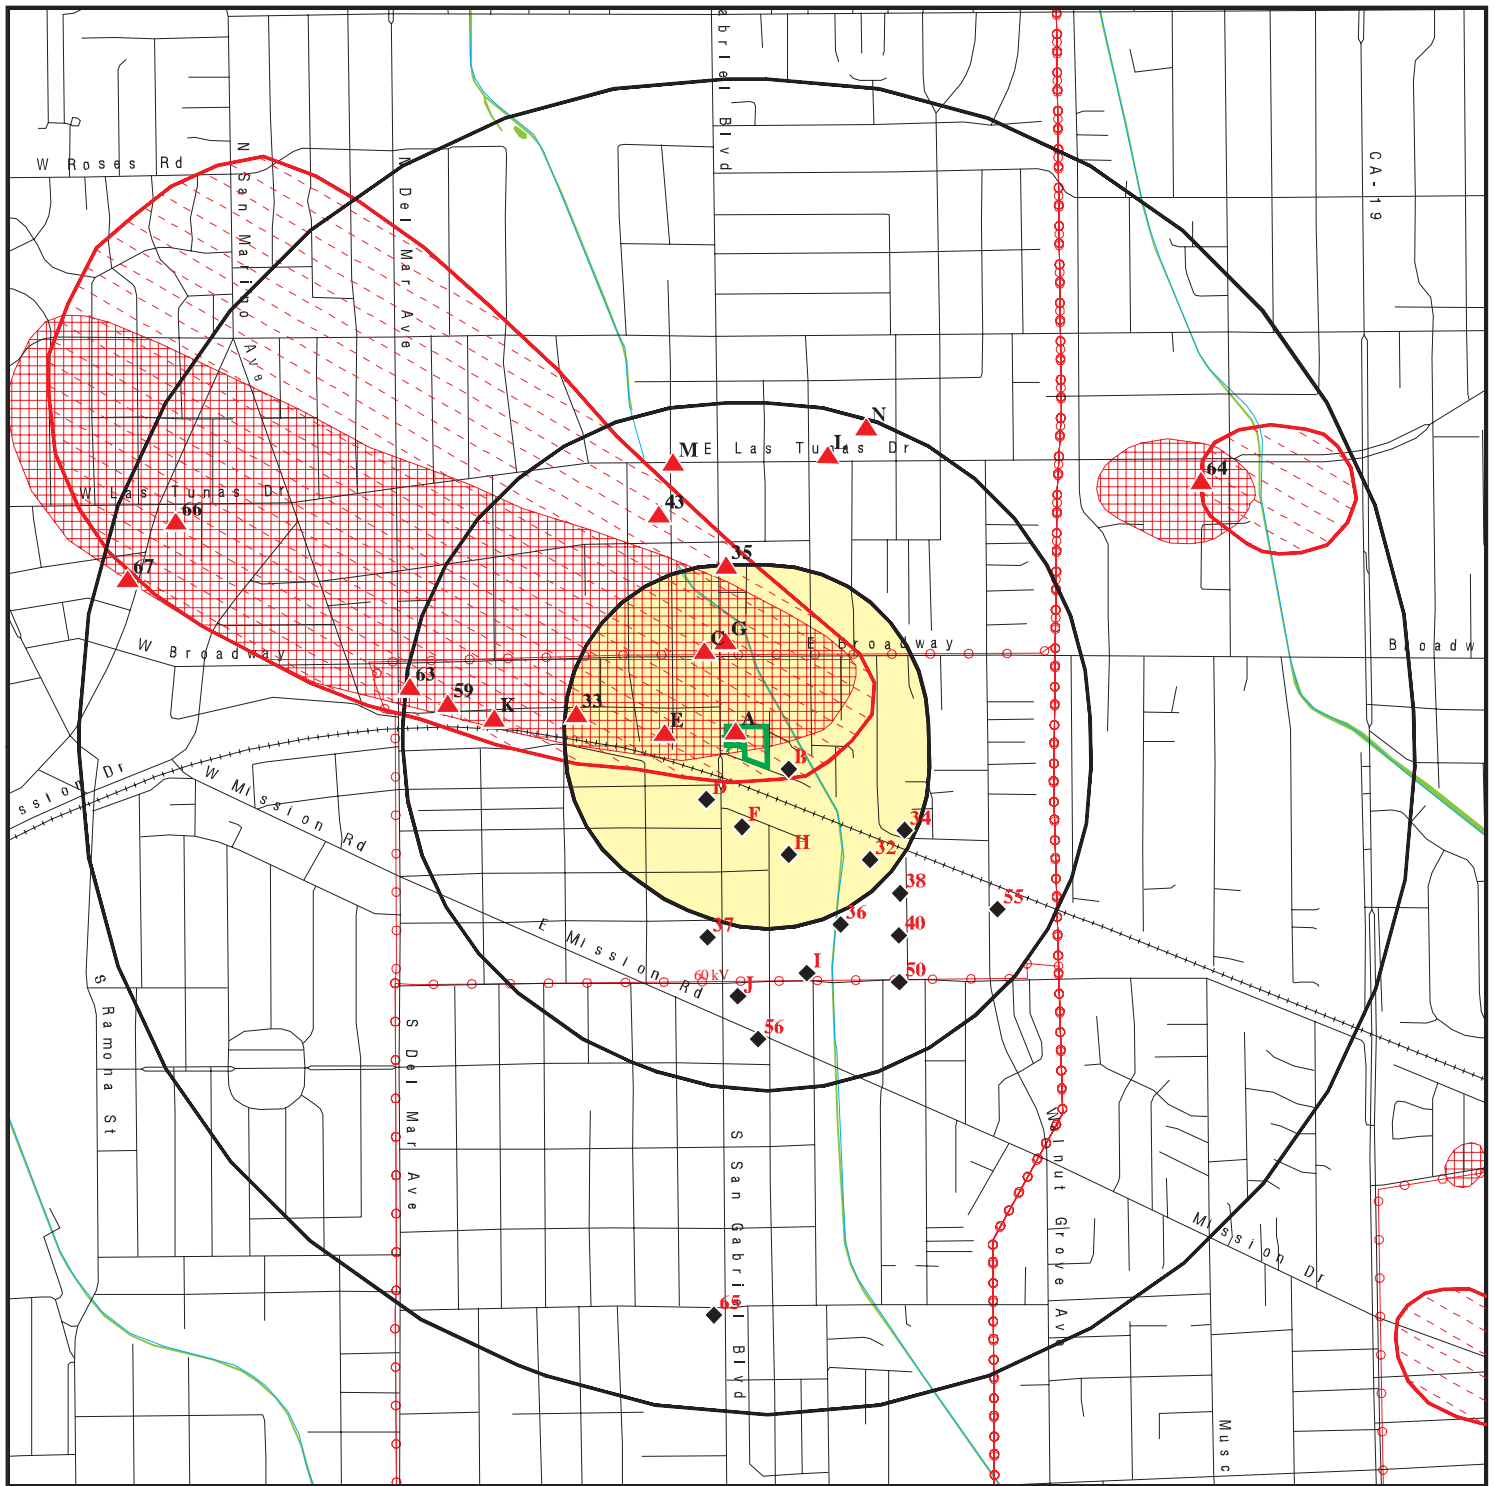 abriel Blvd
W Roses Rd
N San Marino Ave
N Del Mar Ave
CA-19
N
M
E Las Tunas Dr
L
64
W Las Tunas Dr
43
66
35
67
G
C
E Broadway
W Broadway
Broadw
63
59
K
33
E
A
B
ssion Dr
W Mission Rd
D
F
34
H
32
38
55
36
40
37
E Mission Rd
I
60 kV
50
J
56
S Ramona St
S Del Mar Ave
S San Gabriel Blvd
Walnut Grove Ave
Mission Dr
65
Musc